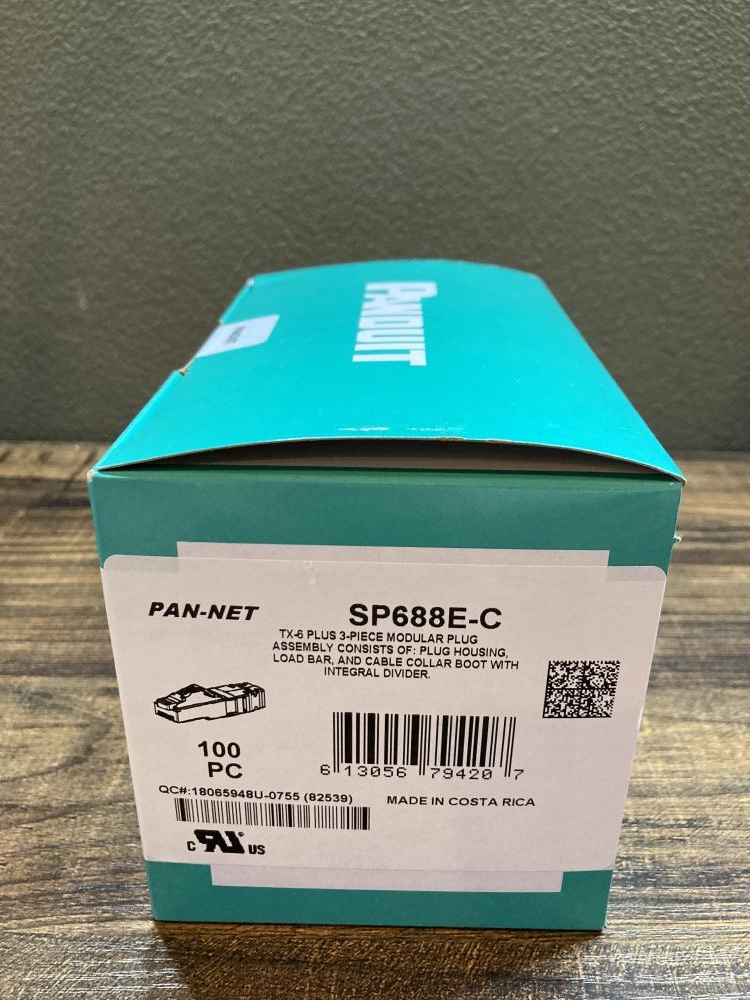 PANDUIT
PAN-NET
SP688E-C
TX-6 PLUS 3-PIECE MODULAR PLUG
ASSEMBLY CONSISTS OF: PLUG HOUSING,
LOAD BAR, AND CABLE COLLAR BOOT WITH
INTEGRAL DIVIDER.
100
PC
6 13056 79420 7
QC#:18065948U-0755 (82539)
MADE IN COSTA RICA
C RU® US